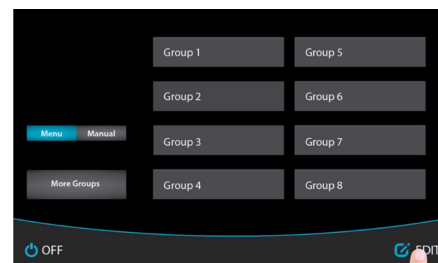 Group 1 Group 5
Group 2 Group 6
Menu Manual
Group 3 Group 7
More Groups
Group 4 Group 8
OFF EDIT